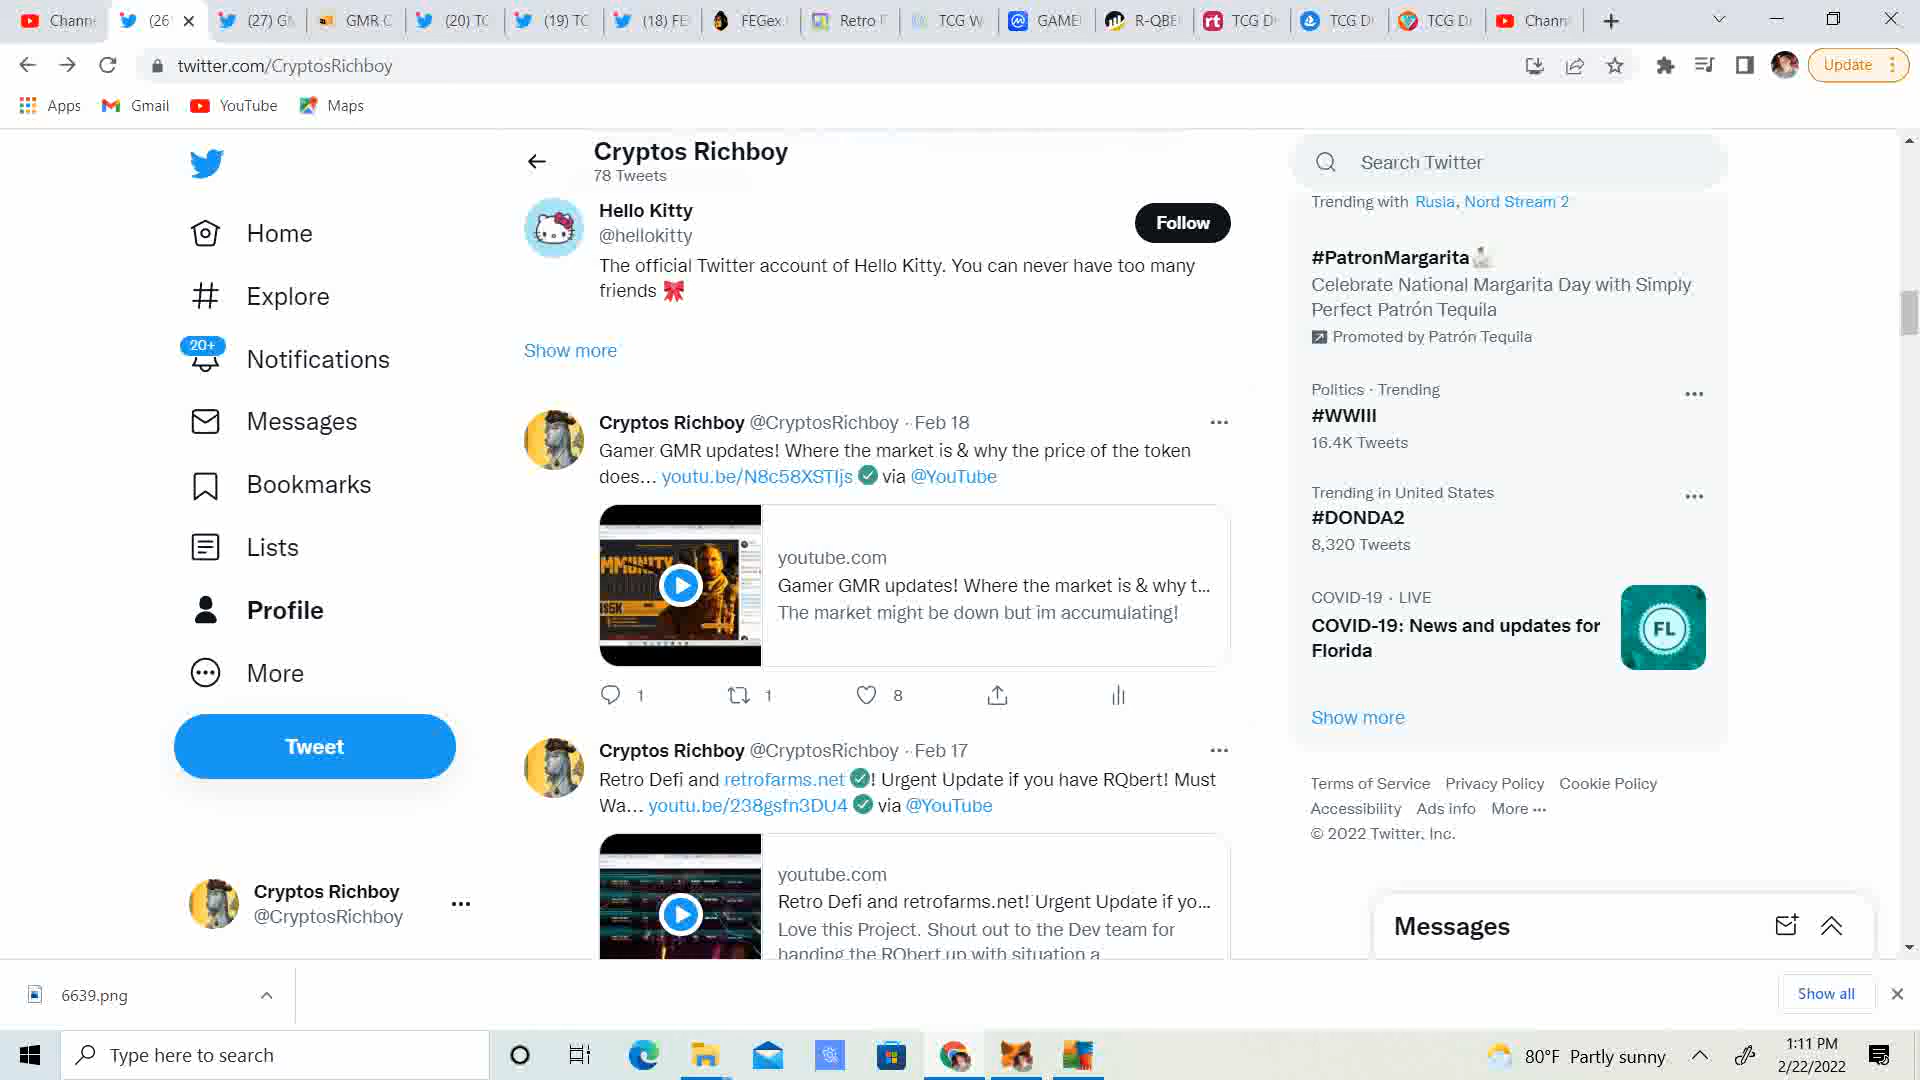 Chann
(26
(27) GM
GMR C
(20) TC
(19) TC
(18) FE
FEGex
Retro
TCG W
GAME
R-QBE
TCG D
TCG D
TCG D
Chann
twitter.com/CryptosRichboy
Update
Apps
Gmail
YouTube
Maps
Cryptos Richboy
78 Tweets
Search Twitter
Home
Explore
20+
Notifications
Messages
Bookmarks
Lists
Profile
More
Tweet
Cryptos Richboy
@CryptosRichboy
Hello Kitty
@hellokitty
Follow
The official Twitter account of Hello Kitty. You can never have too many
friends 🎀
Show more
Cryptos Richboy @CryptosRichboy · Feb 18
Gamer GMR updates! Where the market is & why the price of the token
does... youtu.be/N8c58XSTIjs via @YouTube
MMUNITY
youtube.com
Gamer GMR updates! Where the market is & why t...
The market might be down but im accumulating!
1
1
8
Cryptos Richboy @CryptosRichboy · Feb 17
Retro Defi and retrofarms.net ! Urgent Update if you have RQbert! Must
Wa... youtu.be/238gsfn3DU4 via @YouTube
youtube.com
Retro Defi and retrofarms.net! Urgent Update if yo...
Love this Project. Shout out to the Dev team for
handing the RQbert up with situation a
Trending with Rusia, Nord Stream 2
#PatronMargarita
Celebrate National Margarita Day with Simply
Perfect Patrón Tequila
Promoted by Patrón Tequila
Politics · Trending
#WWIII
16.4K Tweets
Trending in United States
#DONDA2
8,320 Tweets
COVID-19 · LIVE
COVID-19: News and updates for
Florida
FL
Show more
Terms of Service Privacy Policy Cookie Policy
Accessibility Ads info More ···
© 2022 Twitter, Inc.
Messages
6639.png
Show all
Type here to search
80°F Partly sunny
1:11 PM
2/22/2022